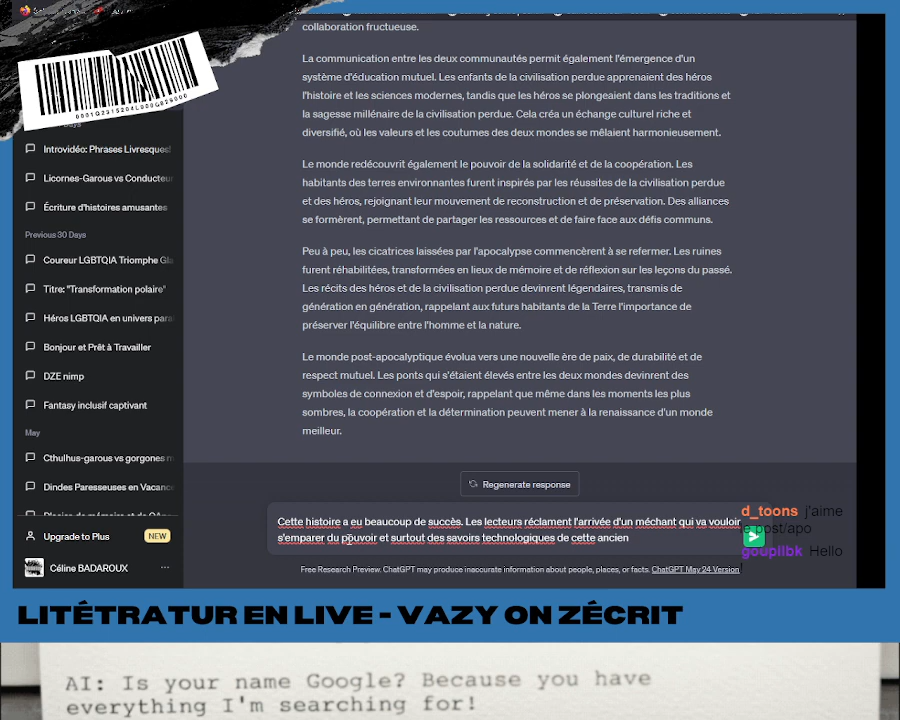 collaboration fructueuse.
La communication entre les deux communautés permit également l'émergence d'un
système d'éducation mutuel. Les enfants de la civilisation perdue apprenaient des héros
l'histoire et les sciences modernes, tandis que les héros se plongeaient dans les traditions et
la sagesse millénaire de la civilisation perdue. Cela créa un échange culturel riche et
diversifié, où les valeurs et les coutumes des deux mondes se mêlaient harmonieusement.
Le monde redécouvrit également le pouvoir de la solidarité et de la coopération. Les
habitants des terres environnantes furent inspirés par les réussites de la civilisation perdue
et des héros, rejoignant leur mouvement de reconstruction et de préservation. Des alliances
se formèrent, permettant de partager les ressources et de faire face aux défis communs.
Peu à peu, les cicatrices laissées par l'apocalypse commencèrent à se refermer. Les ruines
furent réhabilitées, transformées en lieux de mémoire et de réflexion sur les leçons du passé.
Les récits des héros et de la civilisation perdue devinrent légendaires, transmis de
génération en génération, rappelant aux futurs habitants de la Terre l'importance de
préserver l'équilibre entre l'homme et la nature.
Le monde post-apocalyptique évolua vers une nouvelle ère de paix, de durabilité et de
respect mutuel. Les ponts qui s'étaient élevés entre les deux mondes devinrent des
symboles de connexion et d'espoir, rappelant que même dans les moments les plus
sombres, la coopération et la détermination peuvent mener à la renaissance d'un monde
meilleur.
Days
Introvidéo: Phrases Livresques!
Licornes-Garous vs Conducteur
Écriture d'histoires amusantes
Previous 30 Days
Coureur LGBTQIA Triomphe Gla
Titre: "Transformation polaire"
Héros LGBTQIA en univers para
Bonjour et Prêt à Travailler
DZE nimp
Fantasy inclusif captivant
May
Cthulhus-garous vs gorgones m
Dindes Paresseuses en Vacanc
Upgrade to Plus NEW
Céline BADAROUX ...
Regenerate response
Cette histoire a eu beaucoup de succès. Les lecteurs réclament l'arrivée d'un méchant qui va vouloir
s'emparer du pouvoir et surtout des savoirs technologiques de cette ancien
Free Research Preview. ChatGPT may produce inaccurate information about people, places, or facts. ChatGPT May 24 Version
d_toons j'aime
le post/apo
goupilbk Hello
!
LITÉTRATUR EN LIVE - VAZY ON ZÉCRIT
AI: Is your name Google? Because you have
everything I'm searching for!